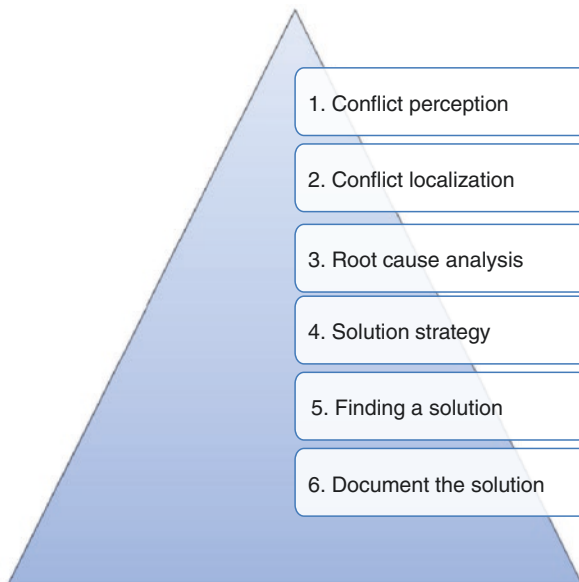 1. Conflict perception
2. Conflict localization
3. Root cause analysis
4. Solution strategy
5. Finding a solution
6. Document the solution